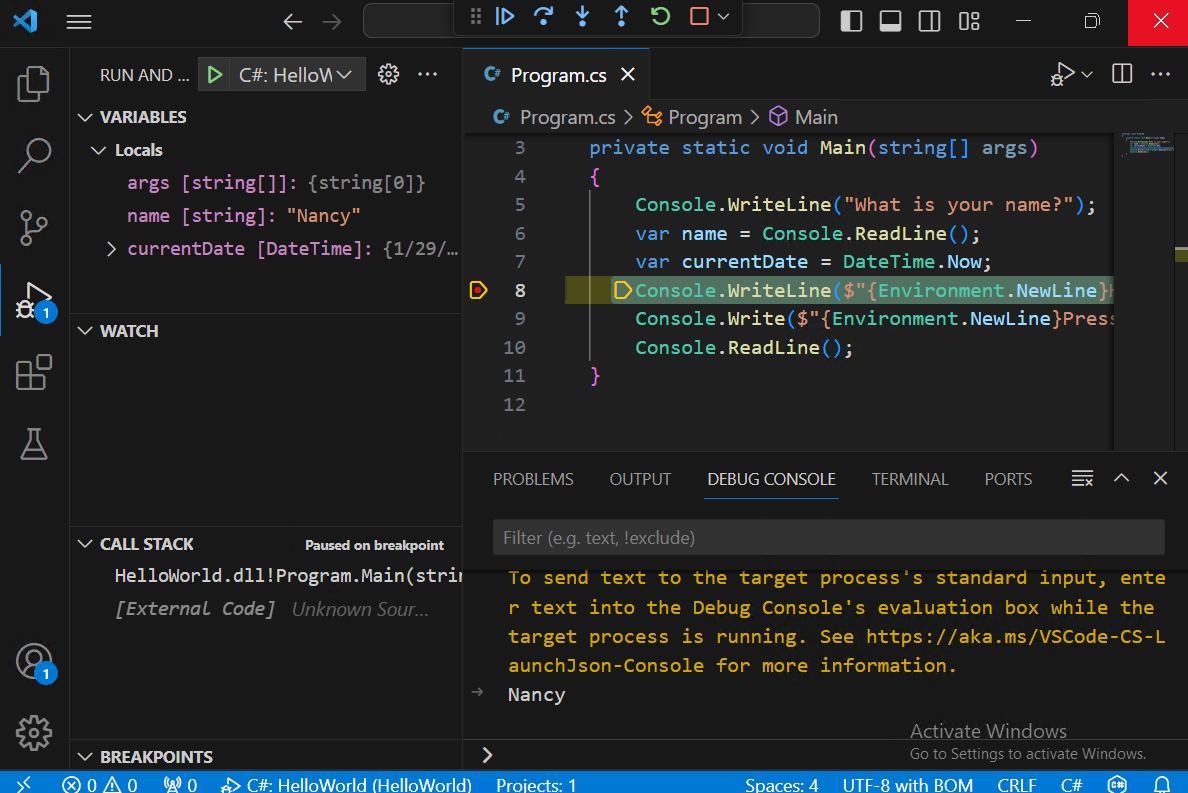 RUN AND ... C#: HelloW
VARIABLES
Locals
args [string[]]: {string[0]}
name [string]: "Nancy"
currentDate [DateTime]: {1/29/...
WATCH
CALL STACK Paused on breakpoint
HelloWorld.dll!Program.Main(strin
[External Code] Unknown Sour...
BREAKPOINTS
1
1
C# Program.cs
C# Program.cs > Program > Main
3 private static void Main(string[] args)
4 {
5 Console.WriteLine("What is your name?");
6 var name = Console.ReadLine();
7 var currentDate = DateTime.Now;
8 Console.WriteLine($"{Environment.NewLine}H
9 Console.Write($"{Environment.NewLine}Press
10 Console.ReadLine();
11 }
12
PROBLEMS OUTPUT DEBUG CONSOLE TERMINAL PORTS
Filter (e.g. text, !exclude)
To send text to the target process's standard input, ente
r text into the Debug Console's evaluation box while the
target process is running. See https://aka.ms/VSCode-CS-L
aunchJson-Console for more information.
Nancy
Activate Windows
Go to Settings to activate Windows.
0 0 0 C#: HelloWorld (HelloWorld) Projects: 1 Spaces: 4 UTF-8 with BOM CRLF C#